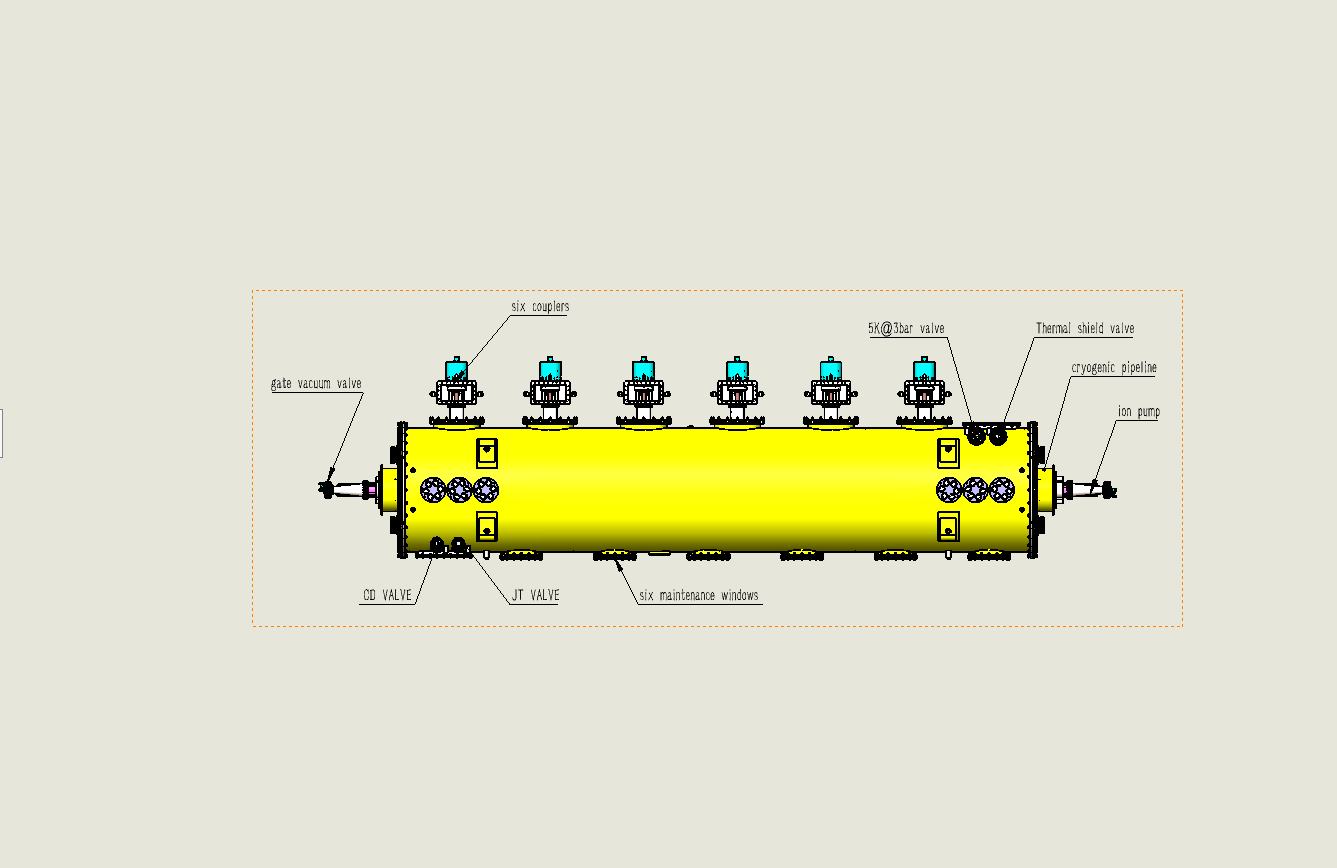 six couplers
5K@3bar valve
Thermal shield valve
cryogenic pipeline
gate vacuum valve
ion pump
CD VALVE
JT VALVE
six maintenance windows